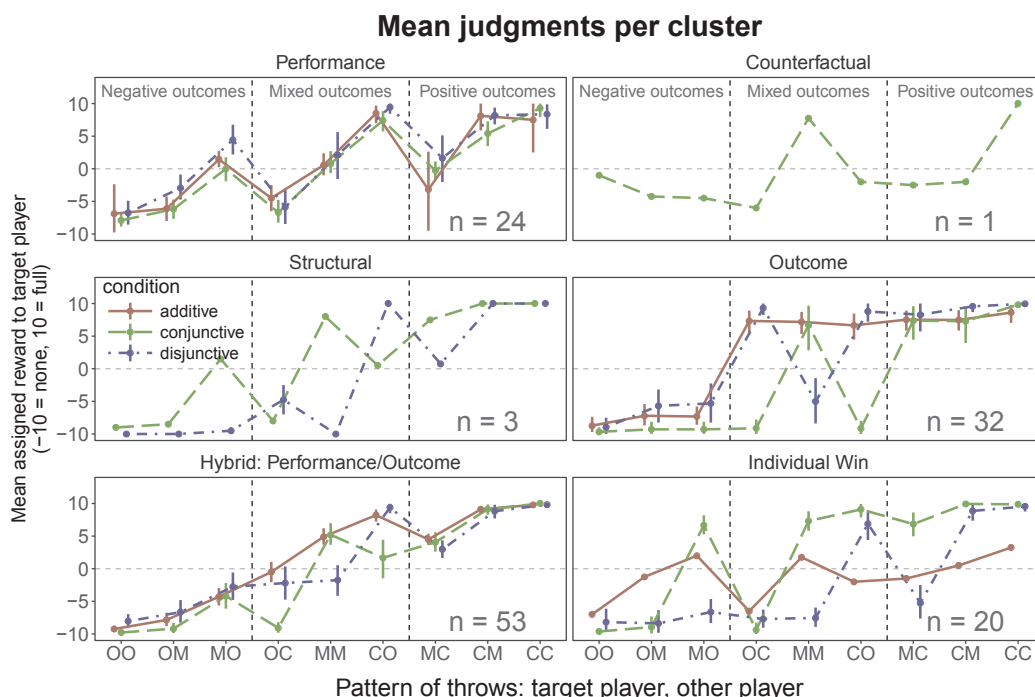 Mean judgments per cluster
Performance
Counterfactual
Negative outcomes
Mixed outcomes
Positive outcomes
Negative outcomes
Mixed outcomes
Positive outcomes
10
5
0
−5
−10
n = 24
n = 1
Structural
Outcome
condition
additive
conjunctive
disjunctive
10
5
0
−5
−10
n = 3
n = 32
Hybrid: Performance/Outcome
Individual Win
10
5
0
−5
−10
n = 53
n = 20
OO OM MO OC MM CO MC CM CC
OO OM MO OC MM CO MC CM CC
Mean assigned reward to target player
(−10 = none, 10 = full)
Pattern of throws: target player, other player